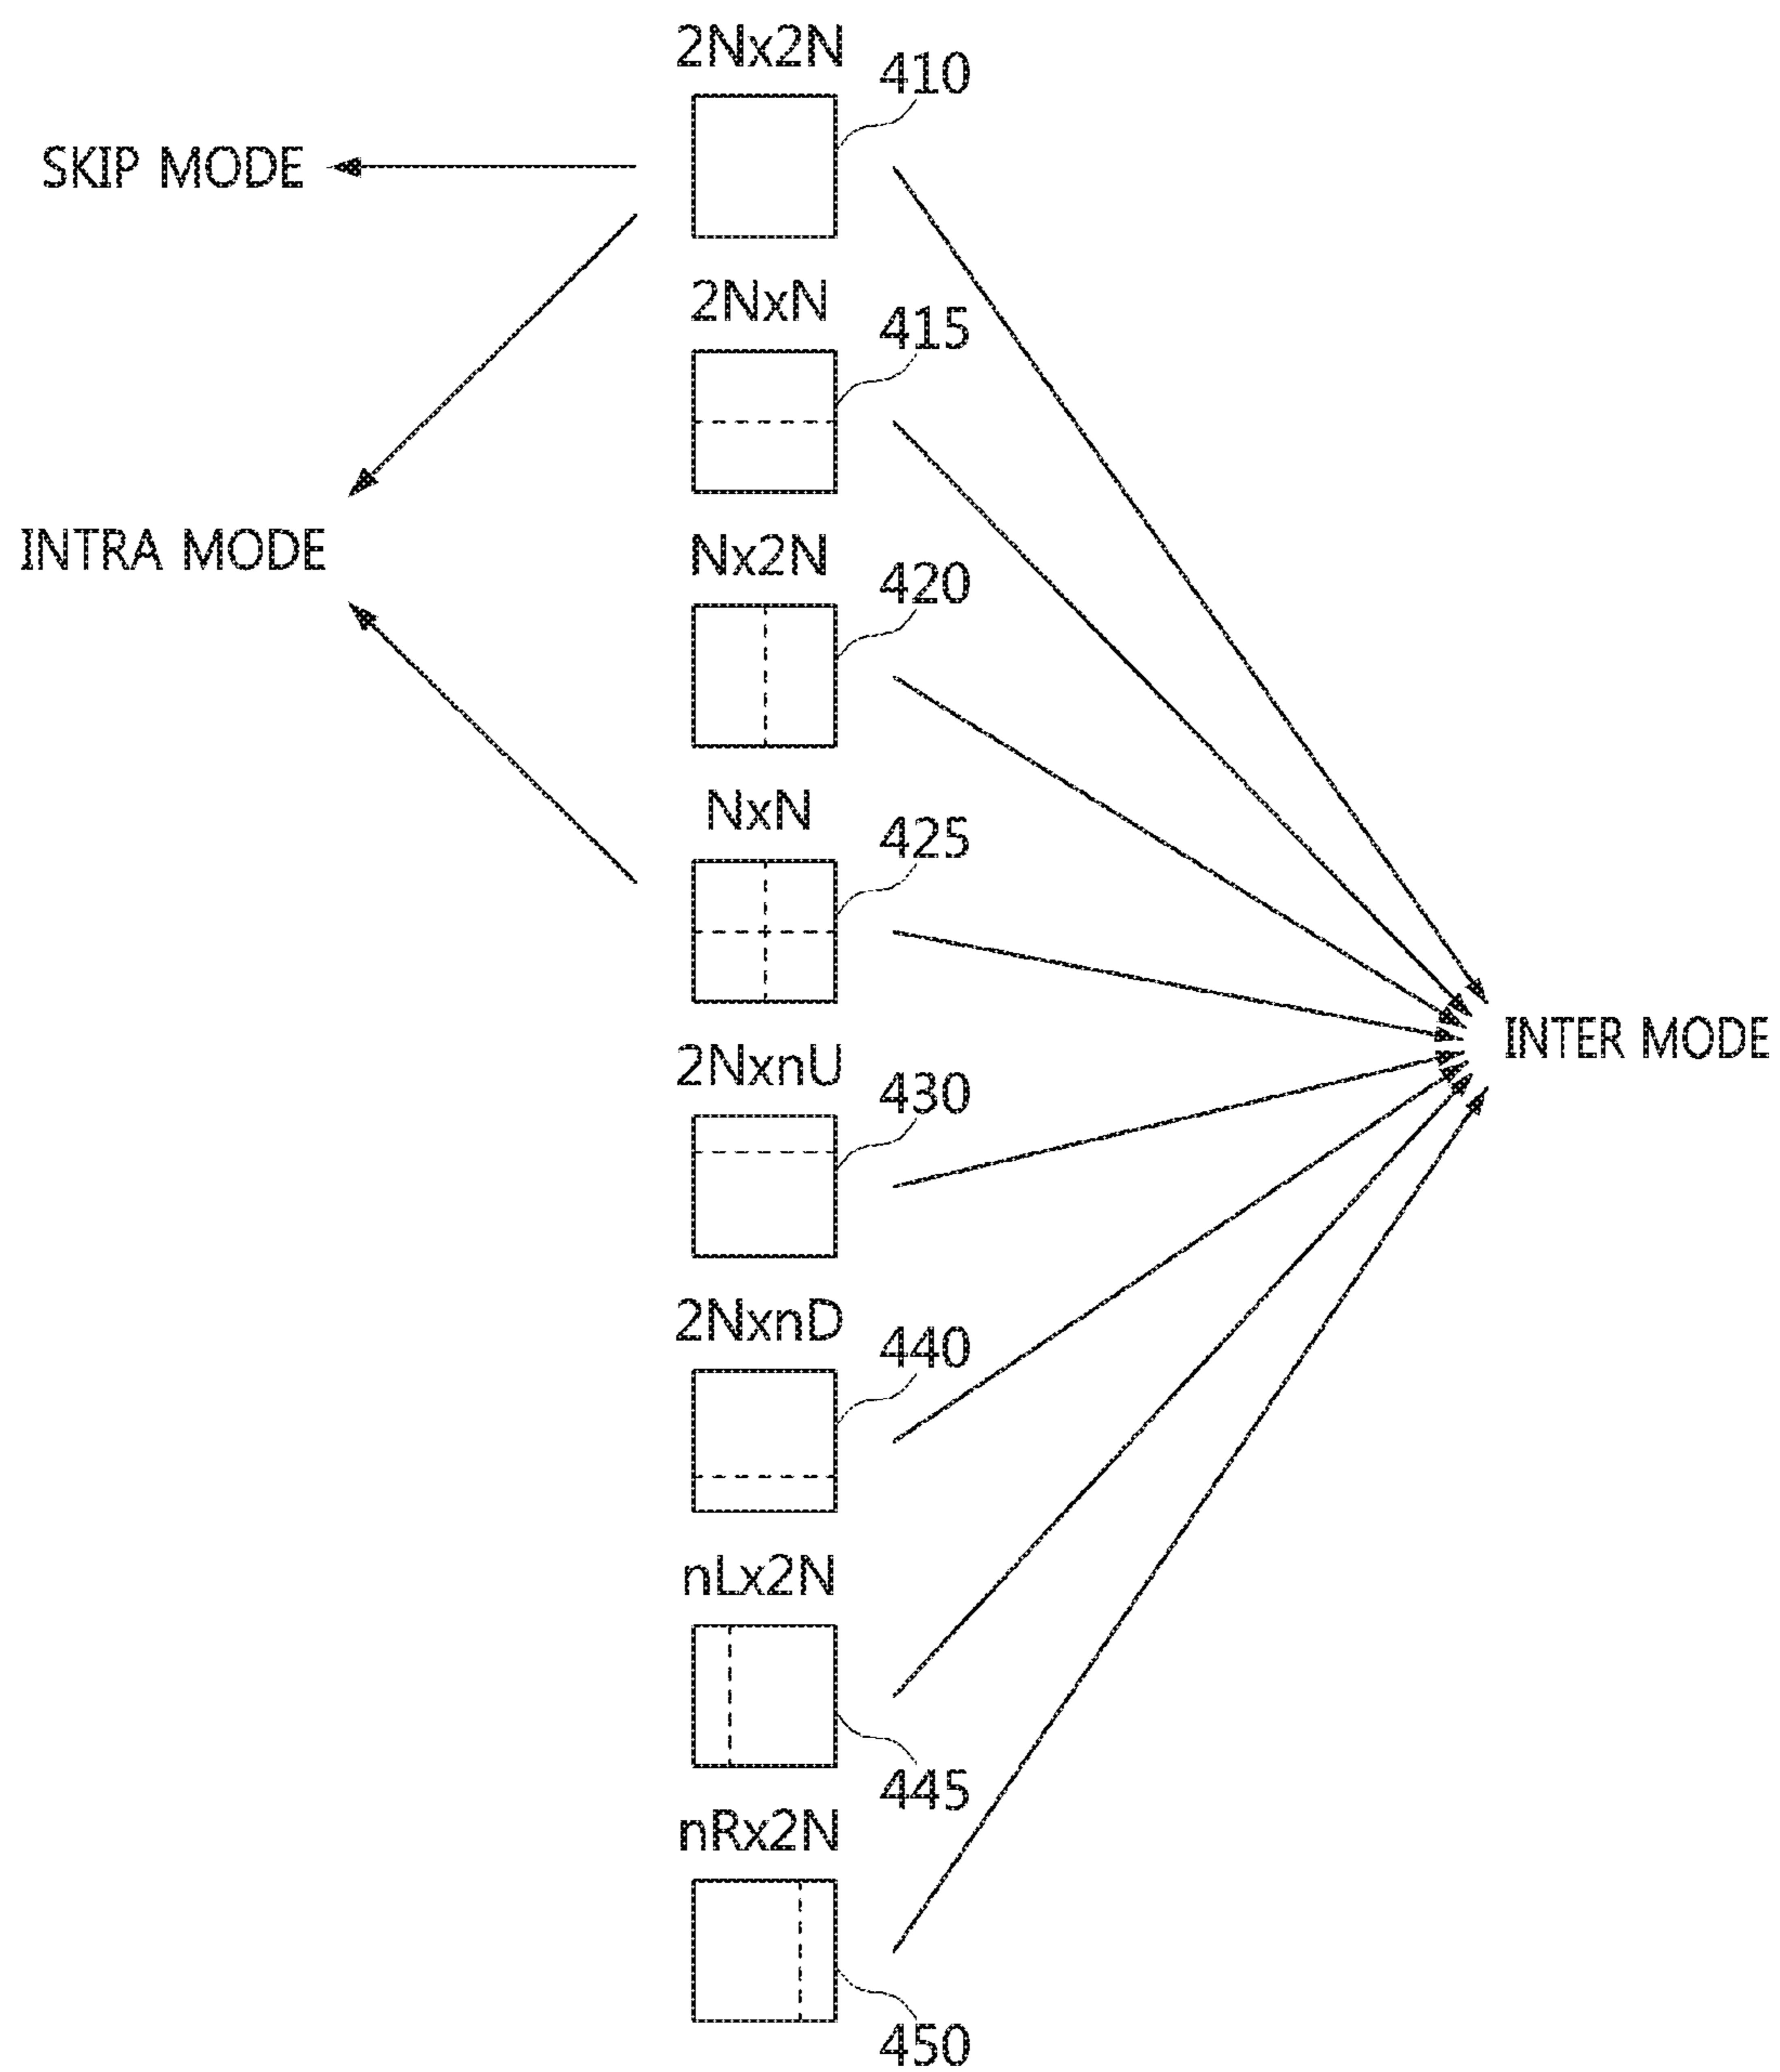 2Nx2N
410
SKIP MODE
2NxN
415
INTRA MODE
Nx2N
420
NxN
425
INTER MODE
2NxnU
430
2NxnD
440
nLx2N
445
nRx2N
450